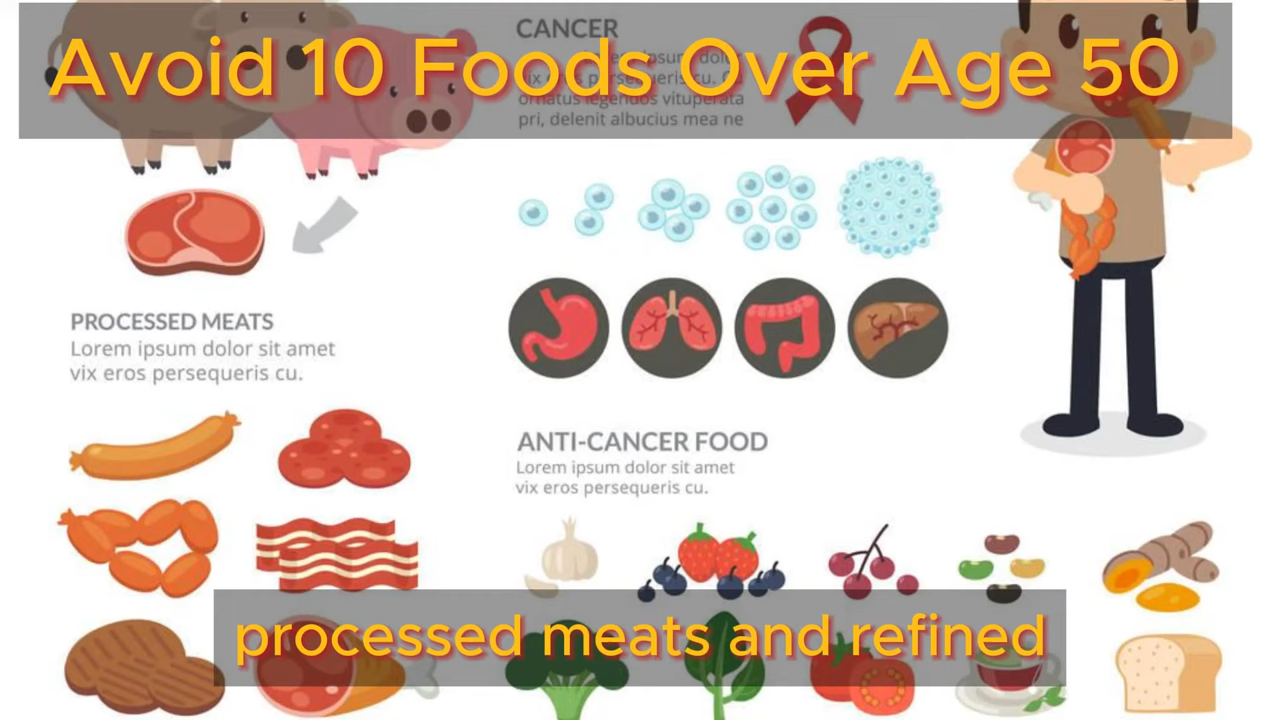 Avoid 10 Foods Over Age 50
CANCER
ornatus legendos vituperata
pri, delenit albucius mea ne
PROCESSED MEATS
Lorem ipsum dolor sit amet
vix eros persequeris cu.
ANTI-CANCER FOOD
Lorem ipsum dolor sit amet
vix eros persequeris cu.
processed meats and refined